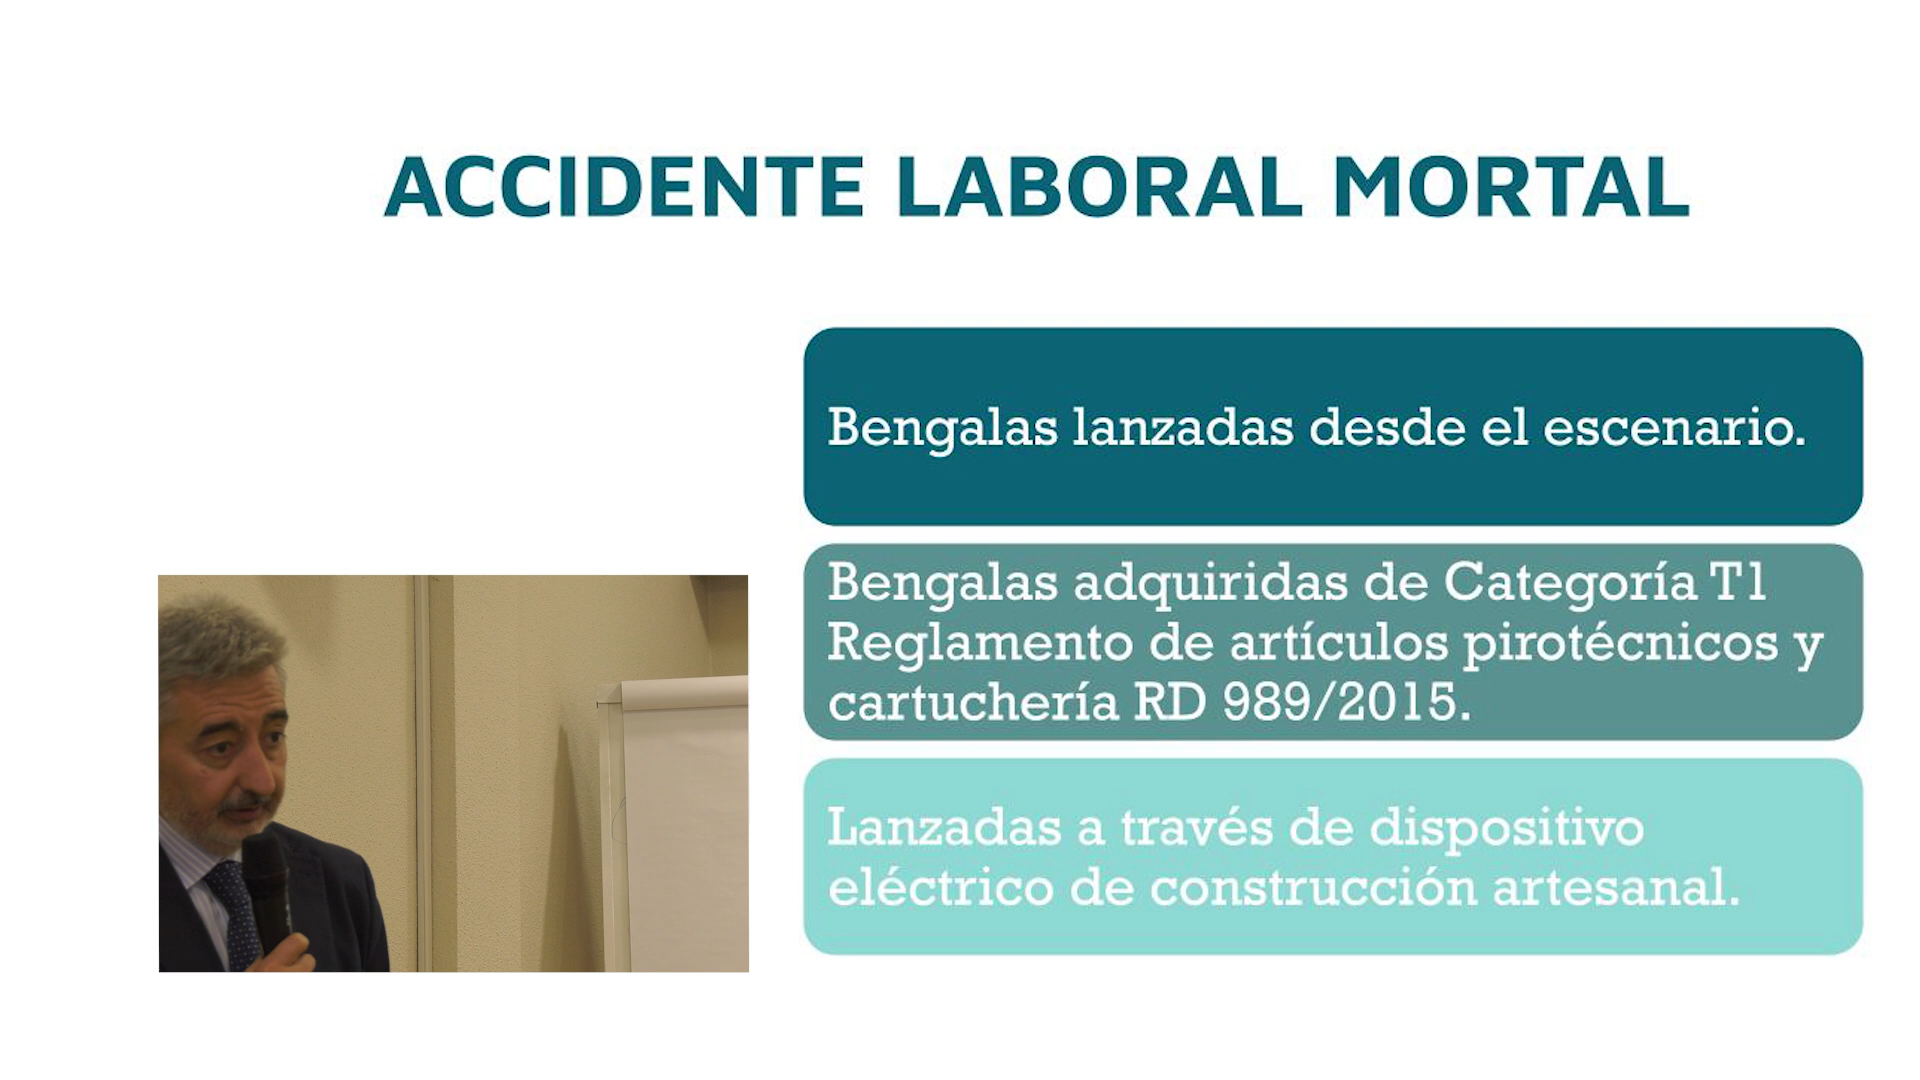 ACCIDENTE LABORAL MORTAL
Bengalas lanzadas desde el escenario.
Bengalas adquiridas de Categoría T1
Reglamento de artículos pirotécnicos y
cartuchería RD 989/2015.
Lanzadas a través de dispositivo
eléctrico de construcción artesanal.